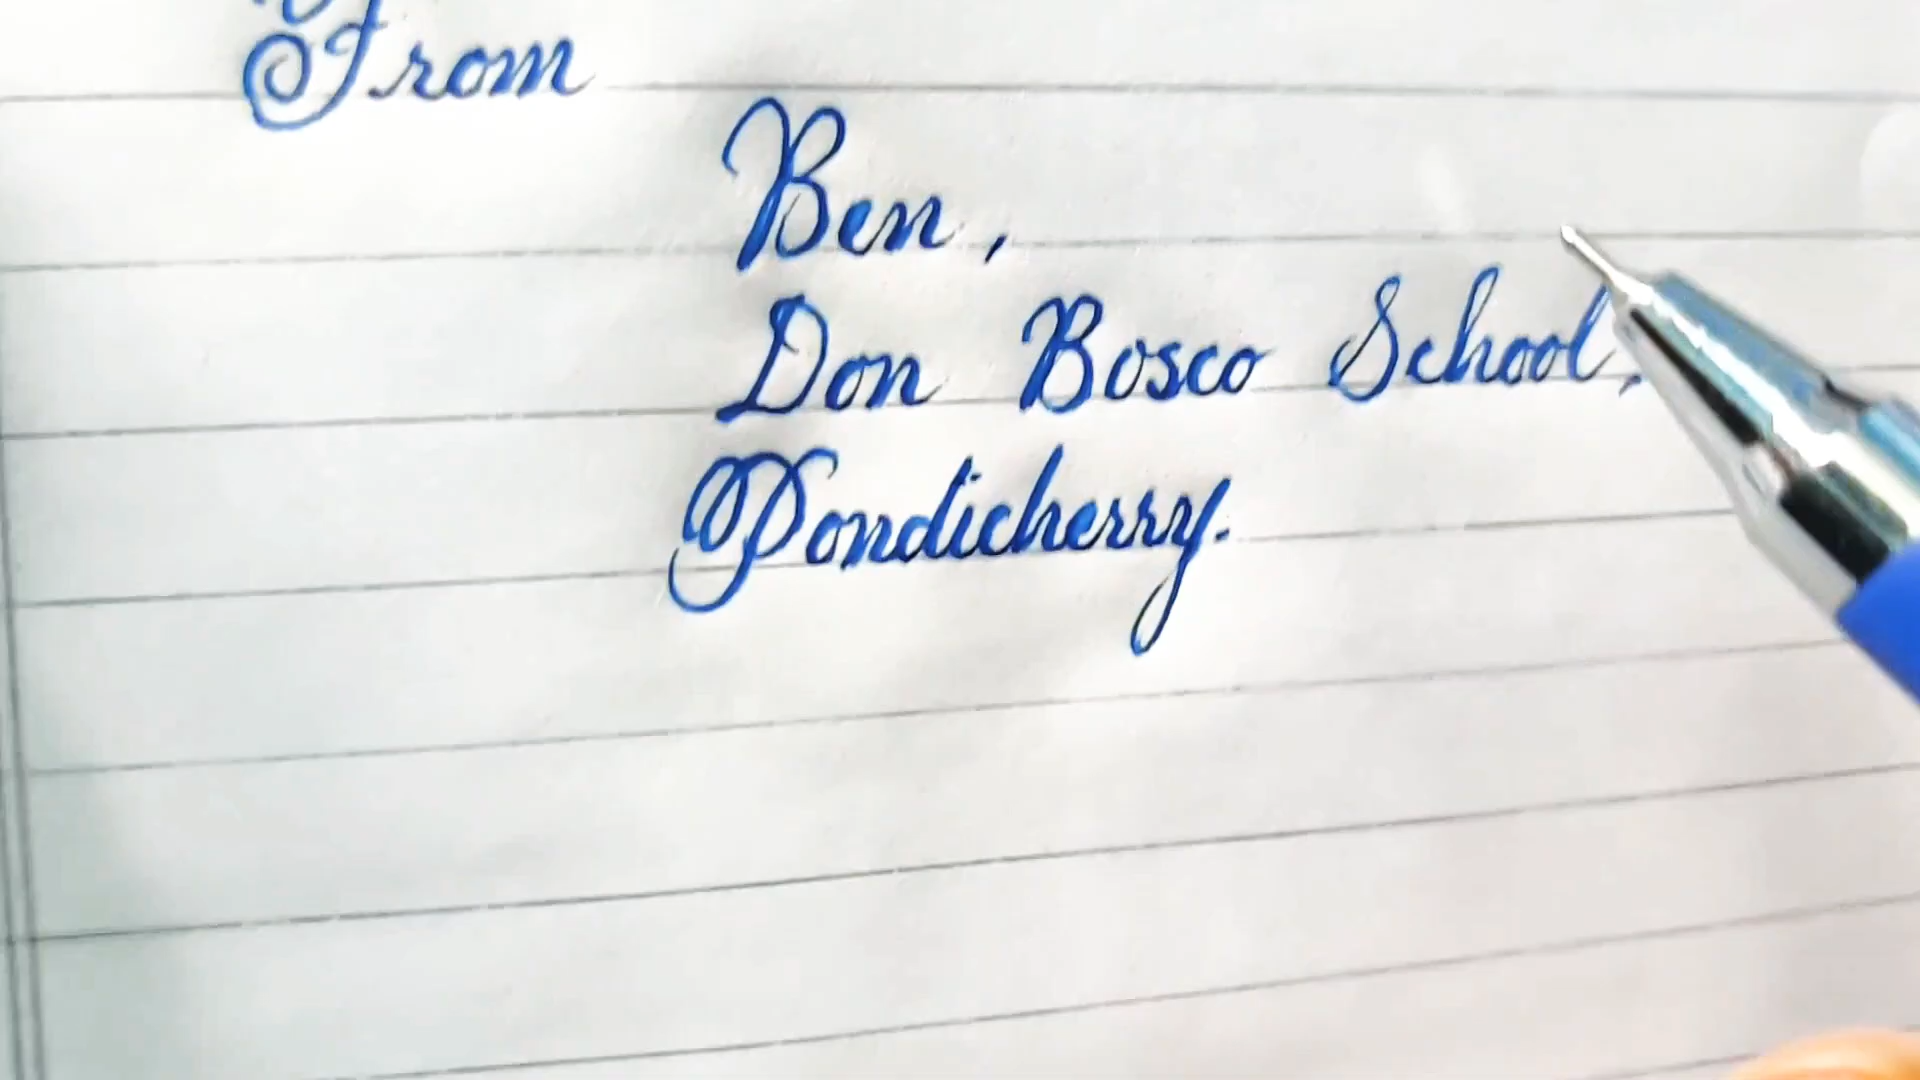 From
Ben,
Don Bosco School,
Pondicherry.